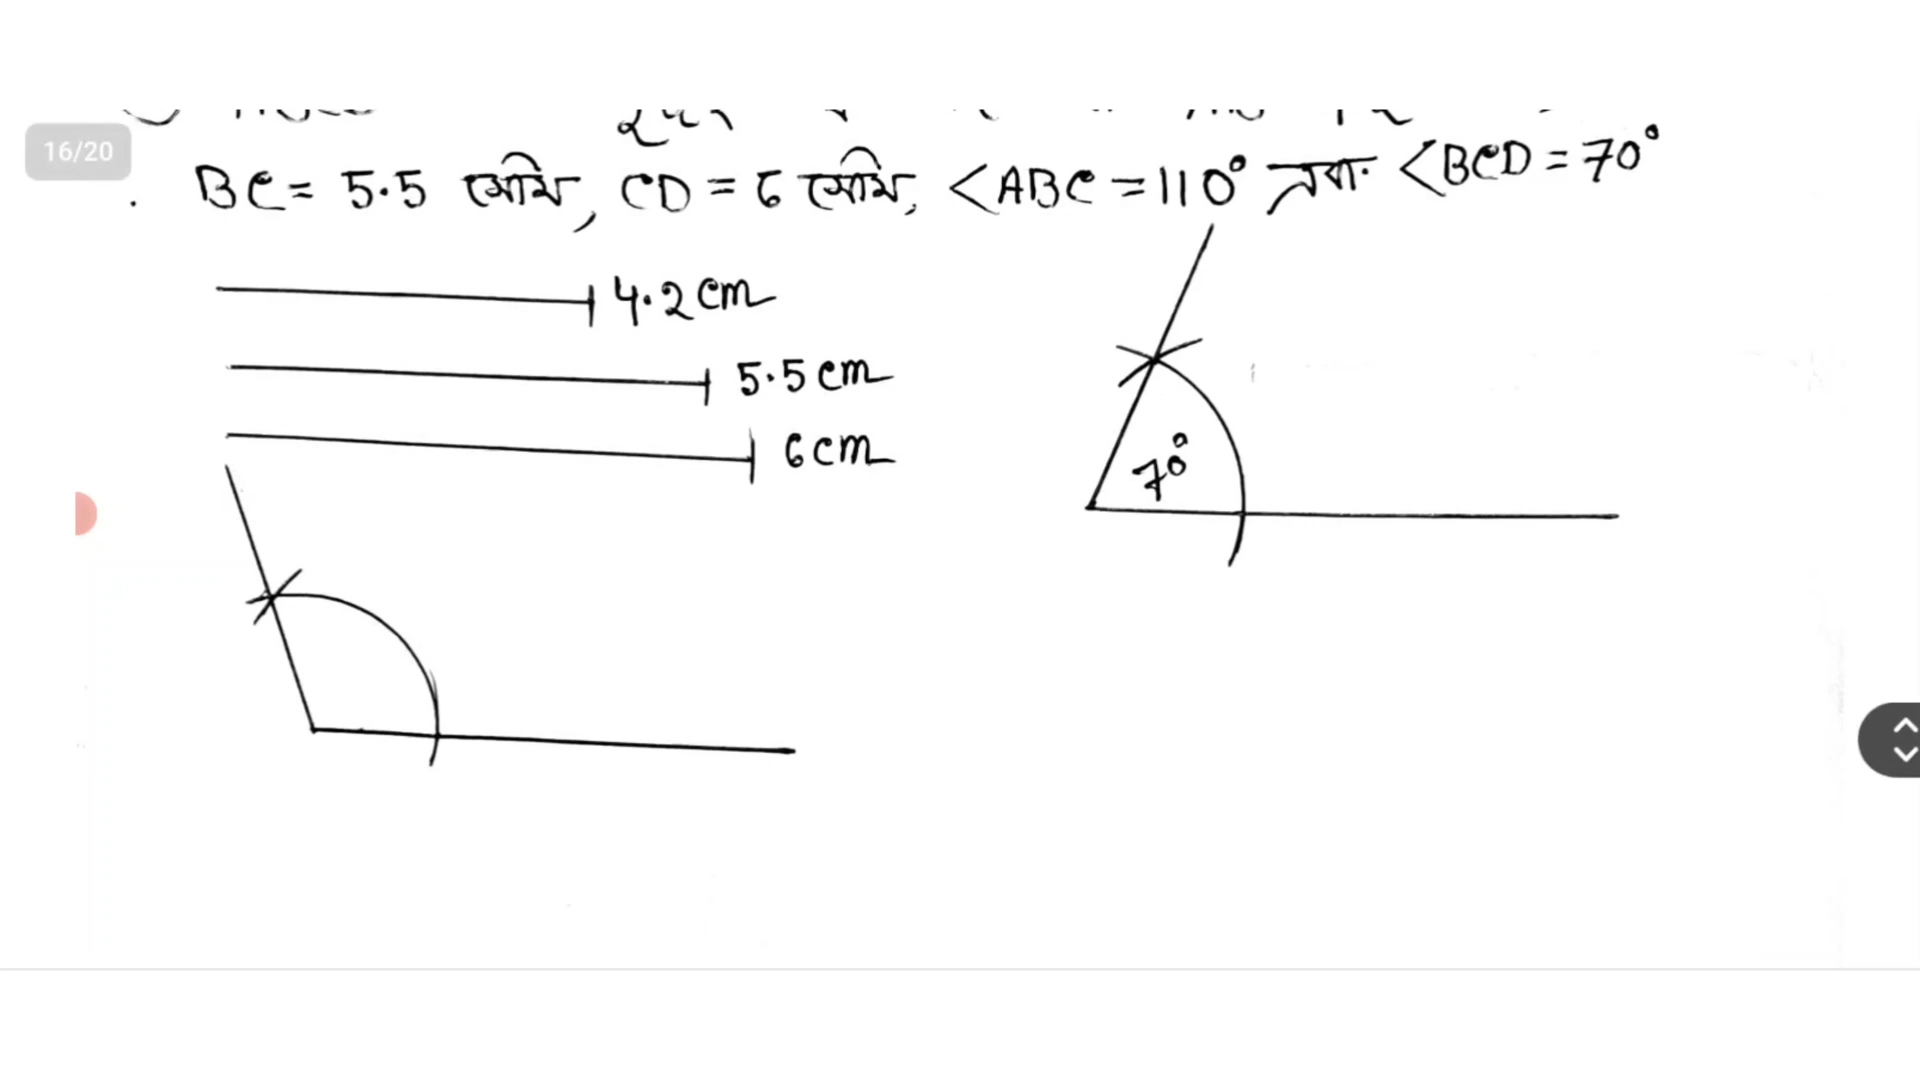 16/20
BC = 5.5 সেমি, CD = 6 সেমি, <ABC = 110° এবং <BCD = 70°
4.2 cm
5.5 cm
6 cm
70°